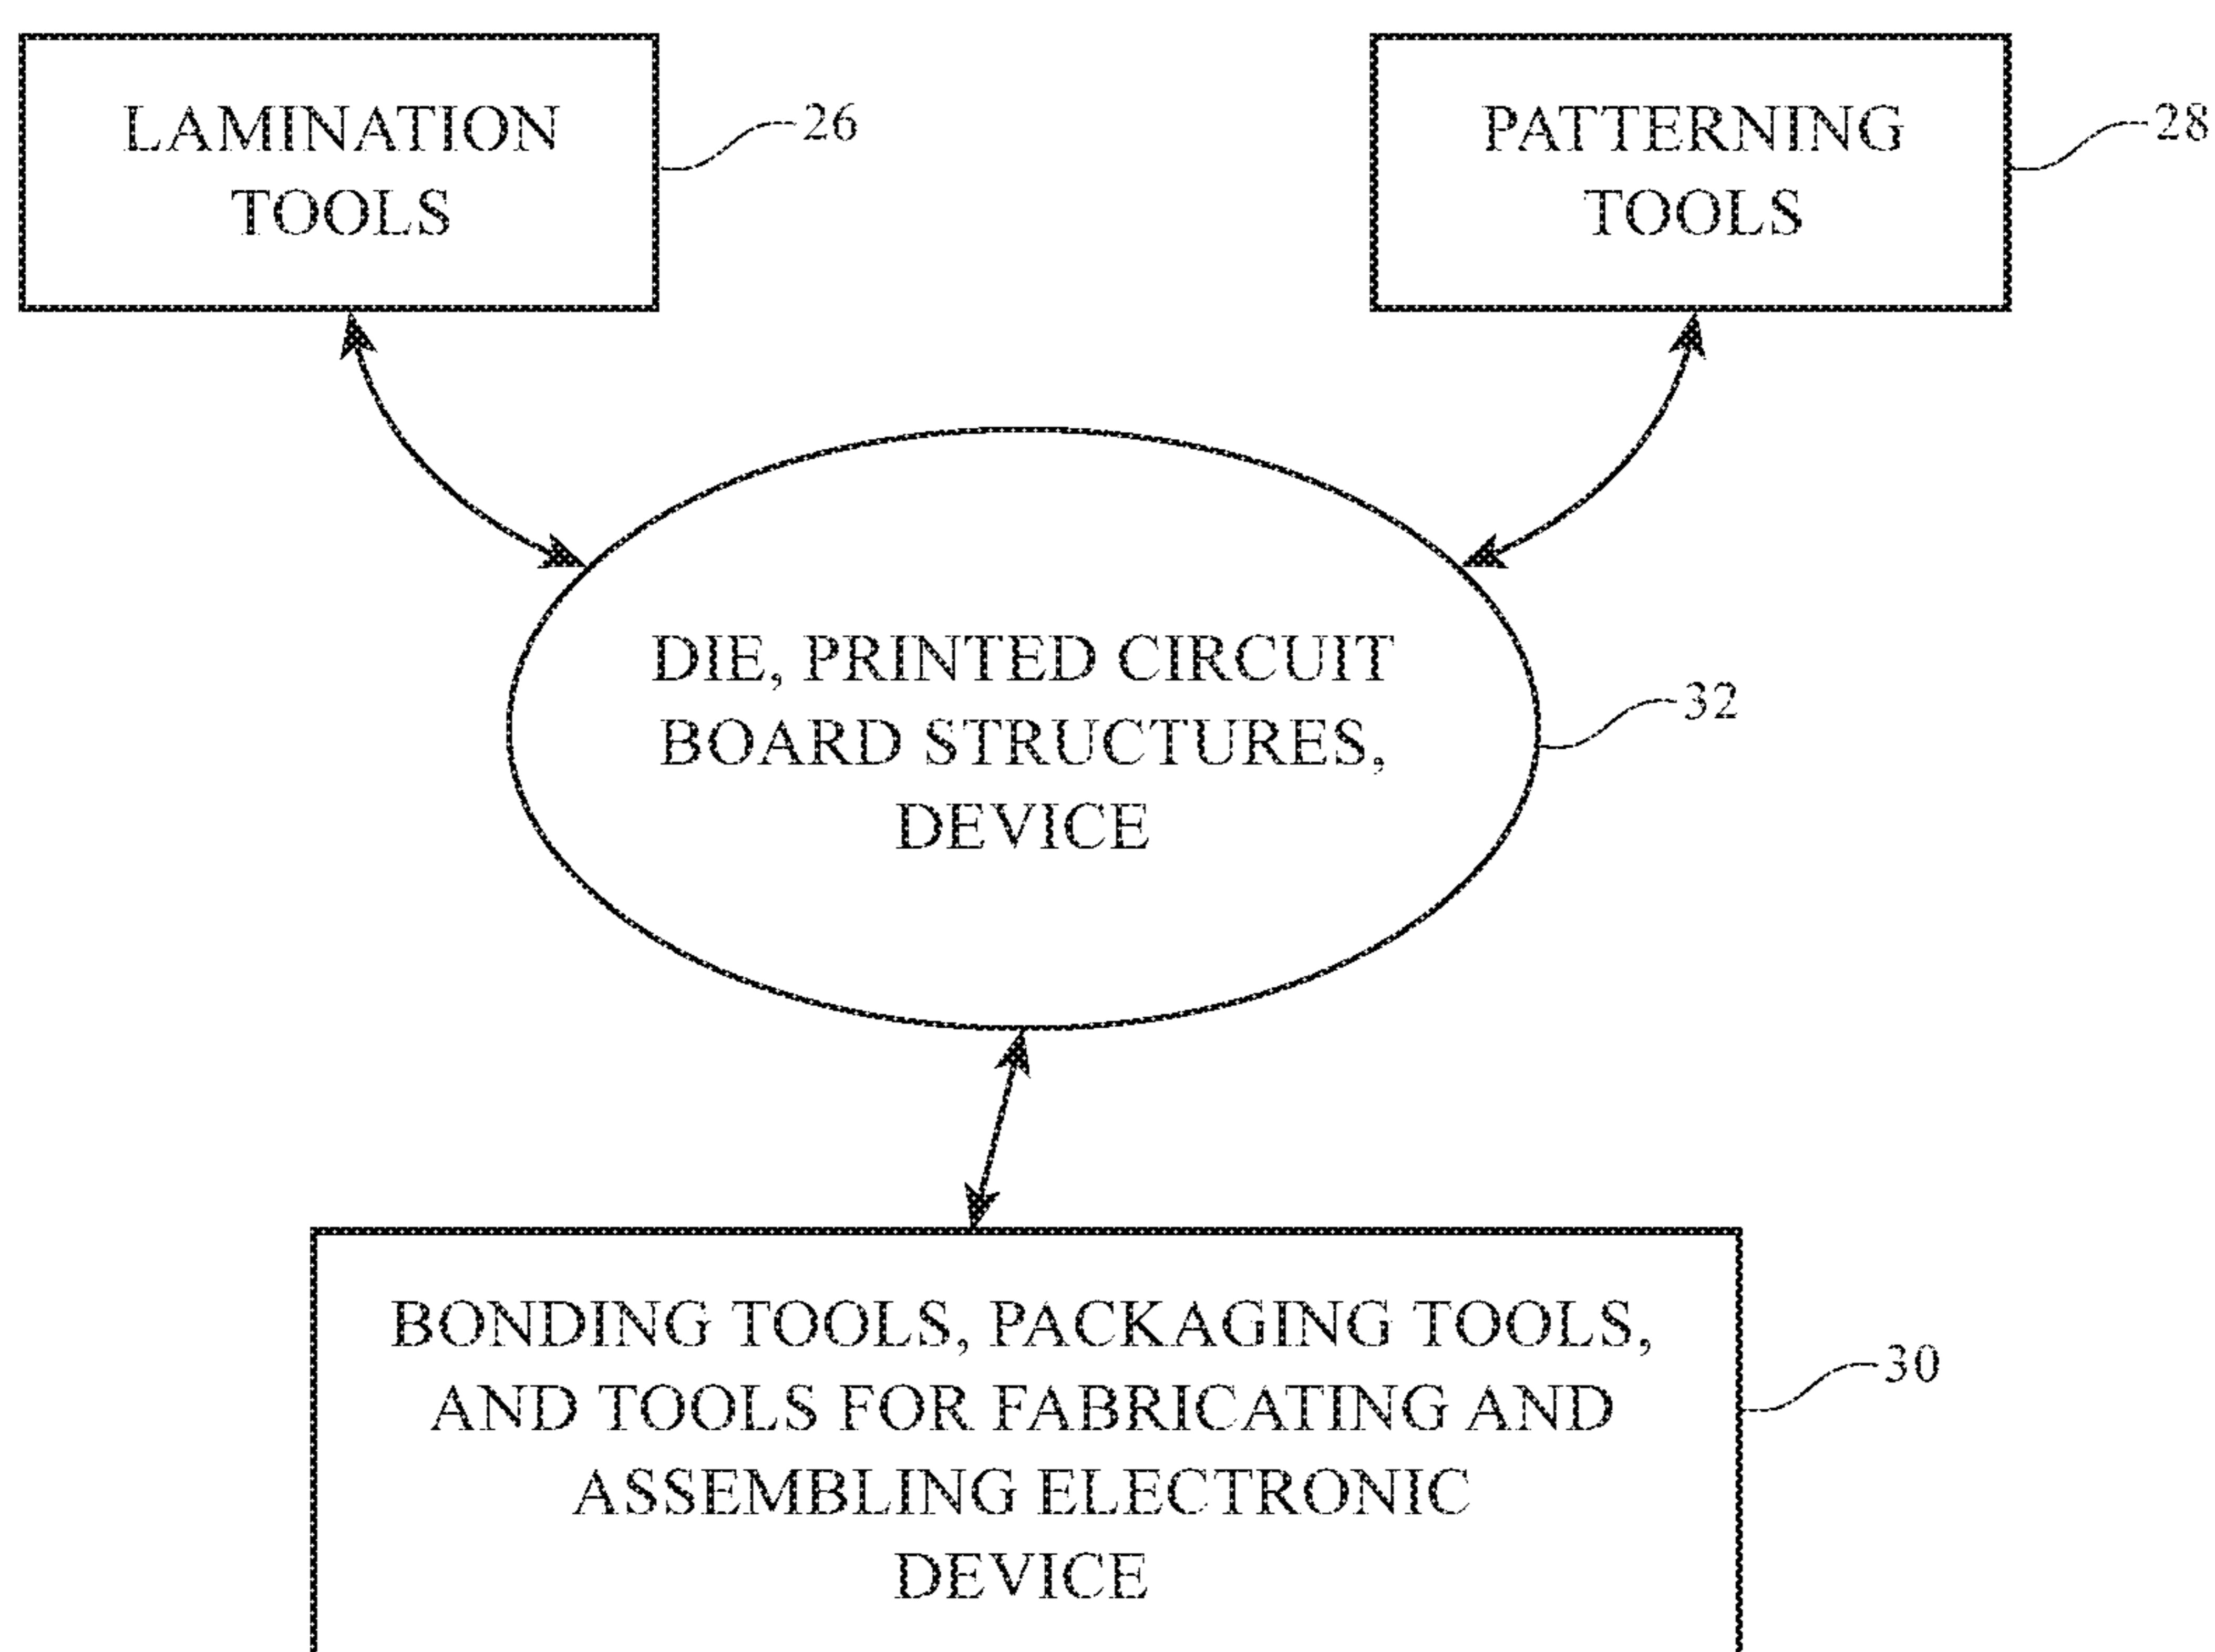 LAMINATION
TOOLS
26
PATTERNING
TOOLS
28
DIE, PRINTED CIRCUIT
BOARD STRUCTURES,
DEVICE
32
BONDING TOOLS, PACKAGING TOOLS,
AND TOOLS FOR FABRICATING AND
ASSEMBLING ELECTRONIC
DEVICE
30